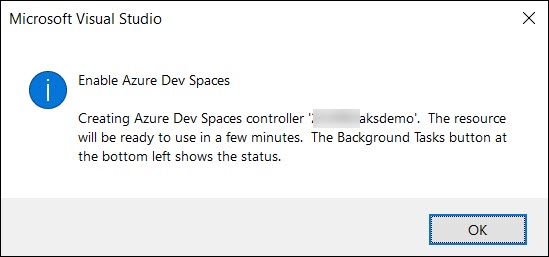 Microsoft Visual Studio
Enable Azure Dev Spaces
Creating Azure Dev Spaces controller 'aksdemo'. The resource
will be ready to use in a few minutes. The Background Tasks button at
the bottom left shows the status.
OK